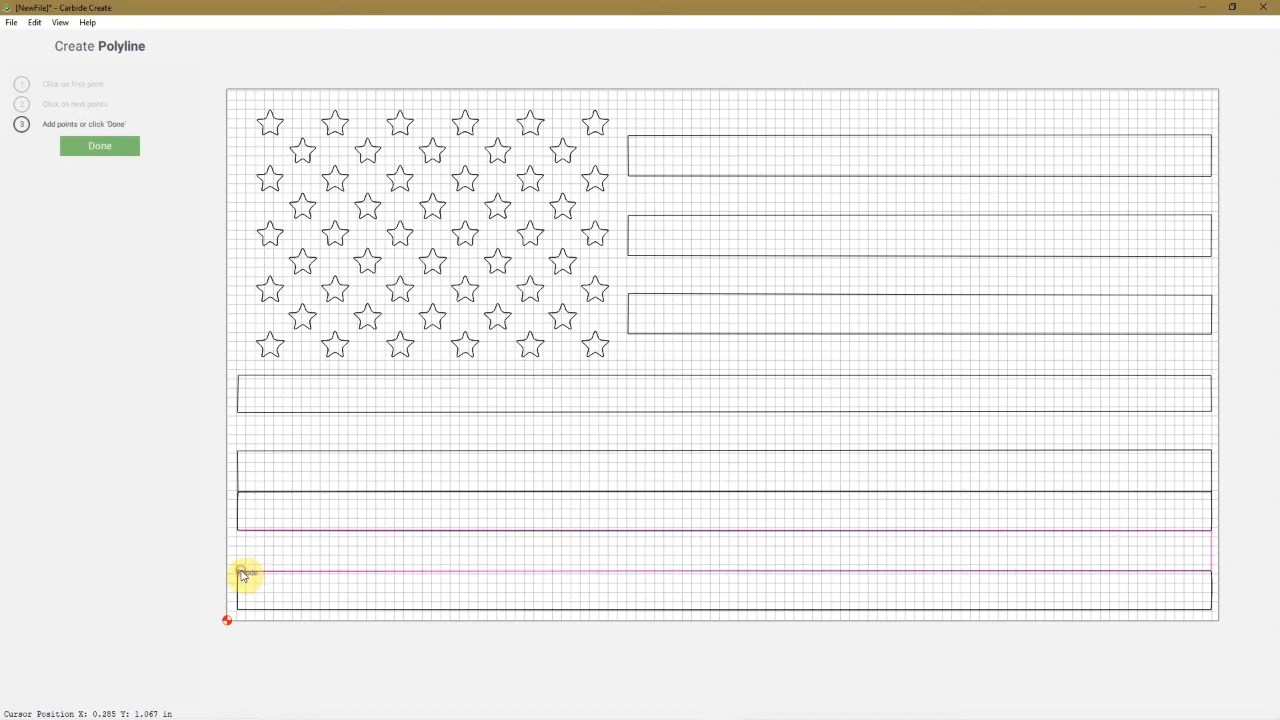 [NewFile]* - Carbide Create
File Edit View Help
Create Polyline
1 Click on first point
2 Click on next points
3 Add points or click 'Done'
Done
Cursor Position X: 0.285 Y: 1.067 in